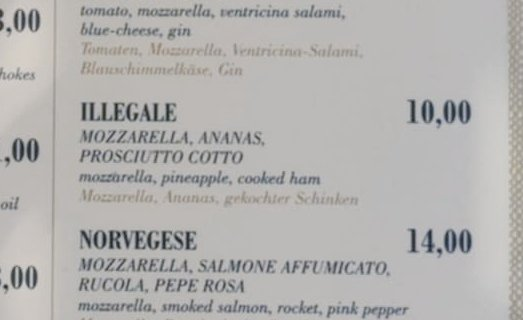 3,00
hokes
1,00
oil
3,00
tomato, mozzarella, ventricina salami,
blue-cheese, gin
Tomaten, Mozzarella, Ventricina-Salami,
Blauschimmelkäse, Gin
ILLEGALE 10,00
MOZZARELLA, ANANAS,
PROSCIUTTO COTTO
mozzarella, pineapple, cooked ham
Mozzarella, Ananas, gekochter Schinken
NORVEGESE 14,00
MOZZARELLA, SALMONE AFFUMICATO,
RUCOLA, PEPE ROSA
mozzarella, smoked salmon, rocket, pink pepper